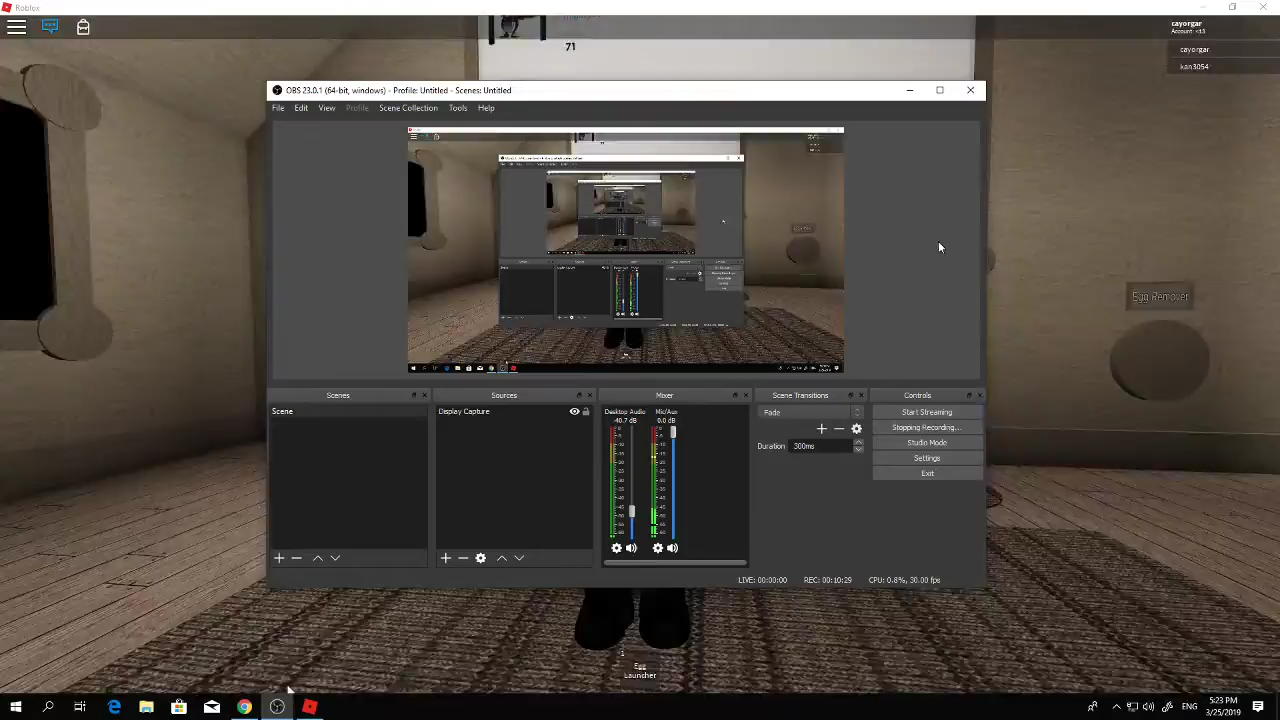 Roblox
cayorgar
Account: <13
cayorgar
kan3054
71
OBS 23.0.1 (64-bit, windows) - Profile: Untitled - Scenes: Untitled
File Edit View Profile Scene Collection Tools Help
Egg Remover
Scenes Sources Mixer Scene Transitions Controls
Scene
Display Capture
Desktop Audio Mic/Aux
-40.7 dB 0.0 dB
Fade
Duration 300ms
Start Streaming
Stopping Recording...
Studio Mode
Settings
Exit
LIVE: 00:00:00 REC: 00:10:29 CPU: 0.8%, 30.00 fps
1
Egg
Launcher
ENG
5:23 PM
3/25/2019